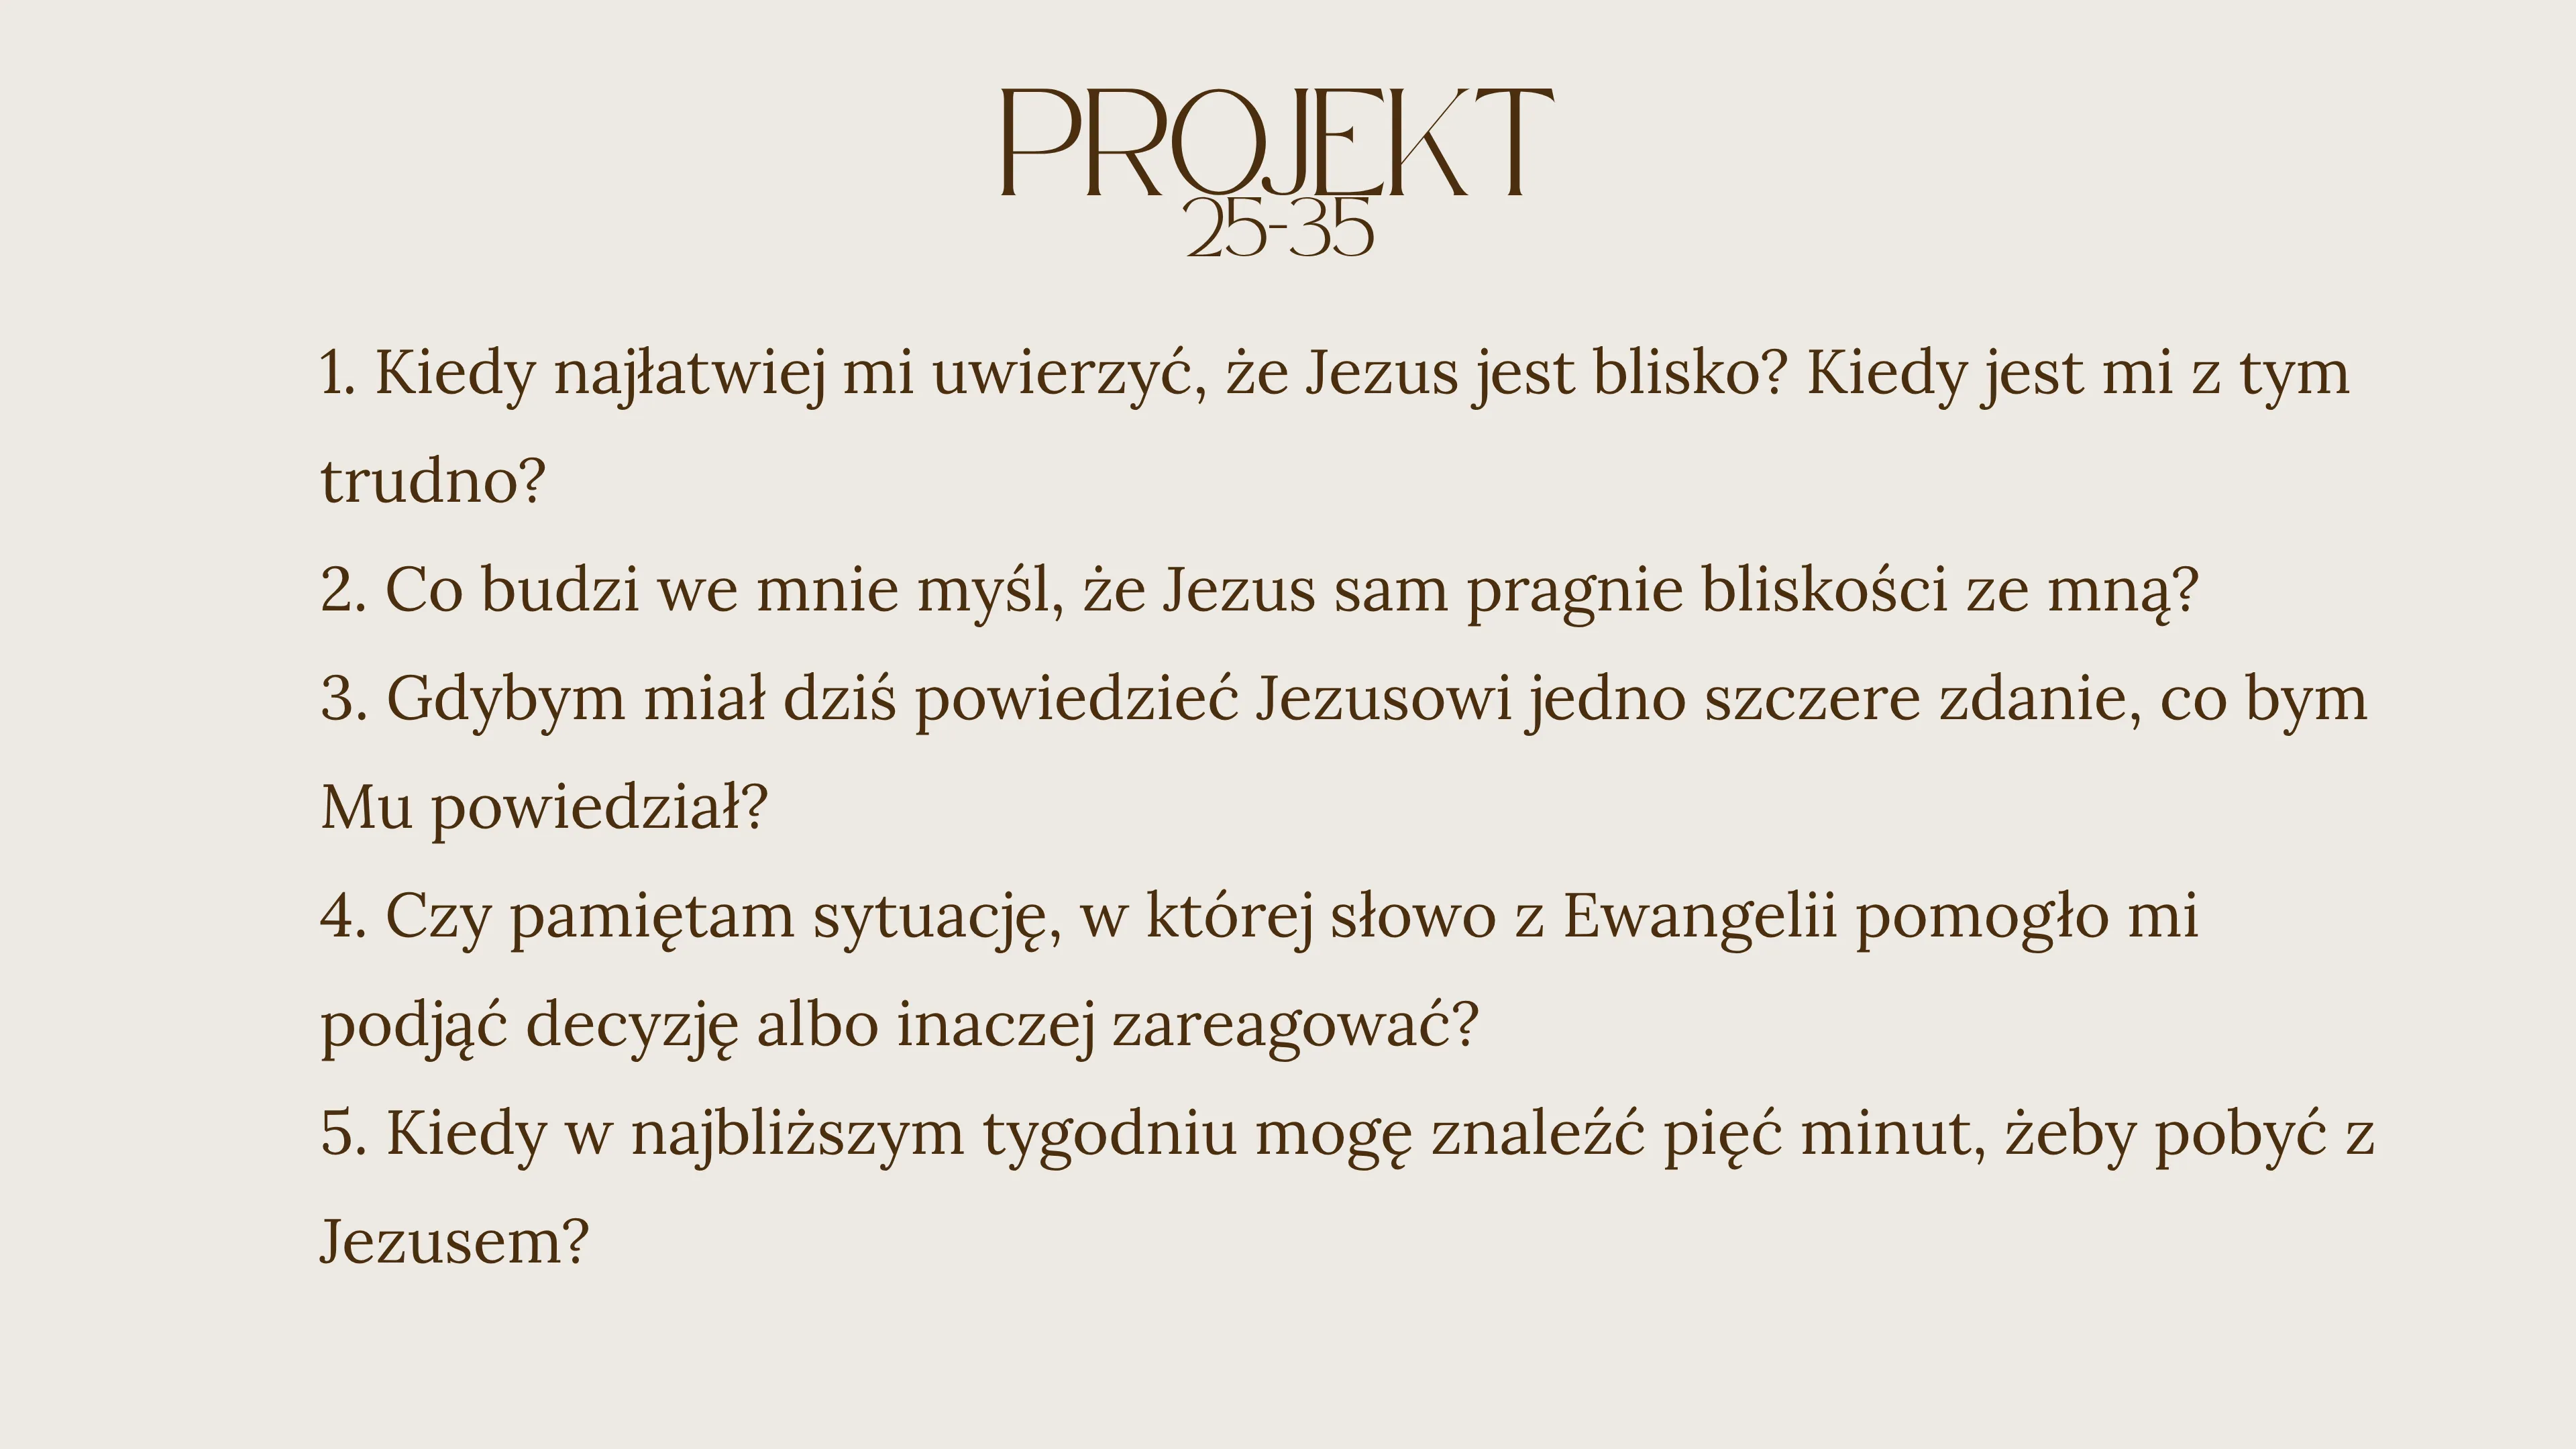 PROJEKT
25-35
1. Kiedy najłatwiej mi uwierzyć, że Jezus jest blisko? Kiedy jest mi z tym
trudno?
2. Co budzi we mnie myśl, że Jezus sam pragnie bliskości ze mną?
3. Gdybym miał dziś powiedzieć Jezusowi jedno szczere zdanie, co bym
Mu powiedział?
4. Czy pamiętam sytuację, w której słowo z Ewangelii pomogło mi
podjąć decyzję albo inaczej zareagować?
5. Kiedy w najbliższym tygodniu mogę znaleźć pięć minut, żeby pobyć z
Jezusem?